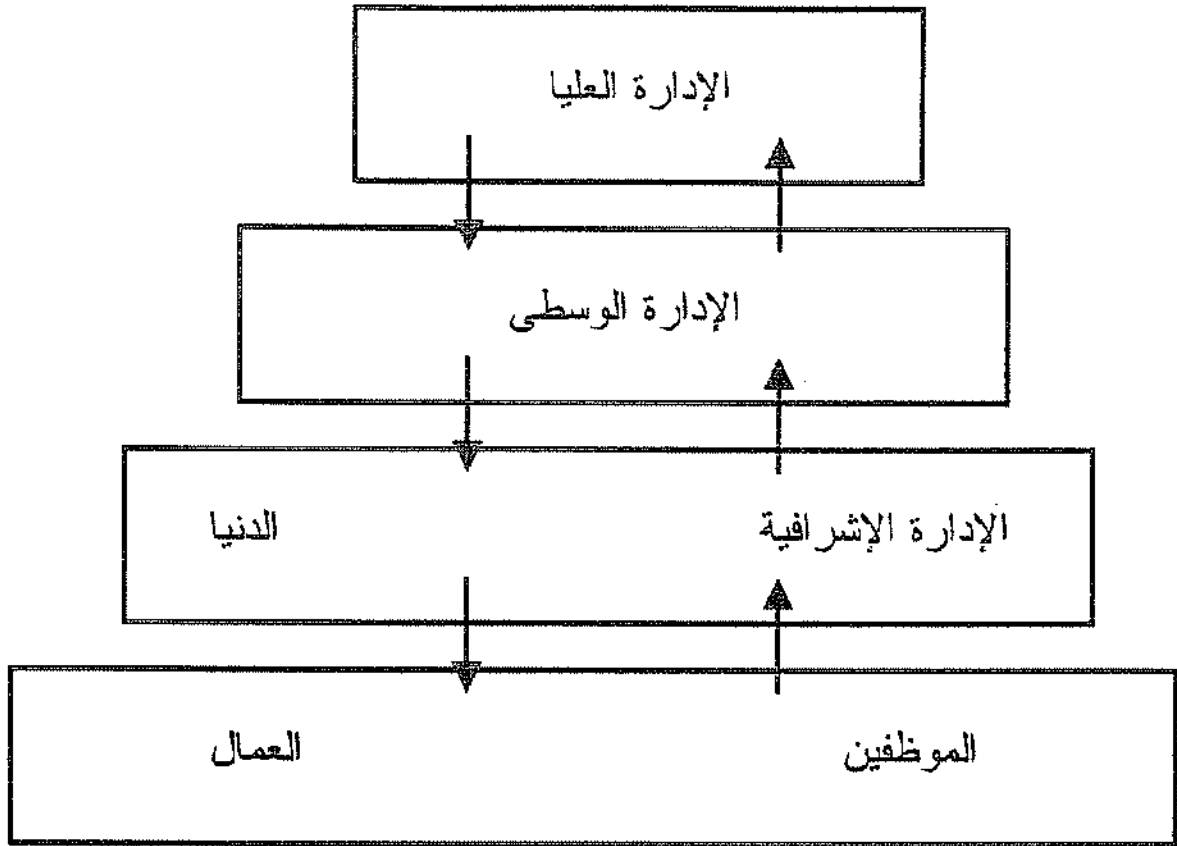 الإدارة العليا
الإدارة الوسطى
الإدارة الإشرافية الدنيا
الموظفين العمال